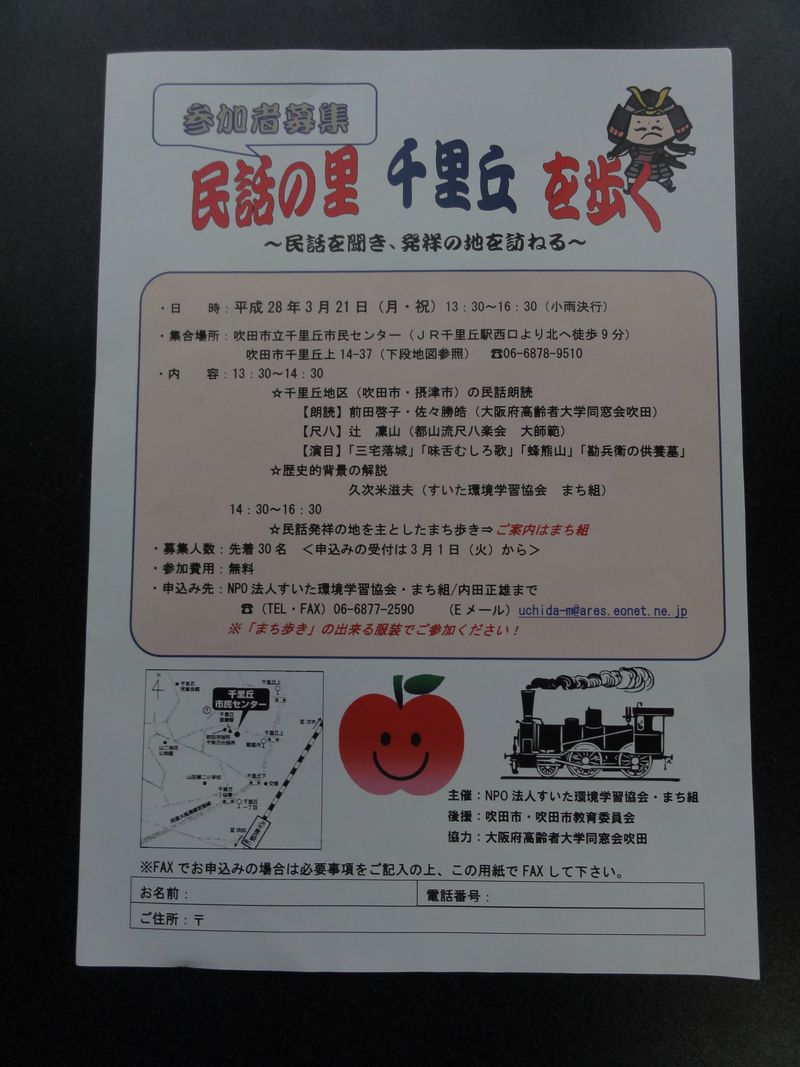 参加者募集
民話の里 千里丘 を歩く
～民話を聞き、発祥の地を訪ねる～
・日　時：平成28年3月21日（月・祝）13：30～16：30（小雨決行）
・集合場所：吹田市立千里丘市民センター（ＪＲ千里丘駅西口より北へ徒歩9分）
吹田市千里丘上14-37（下段地図参照）　☎06-6878-9510
・内　容：13：30～14：30
☆千里丘地区（吹田市・摂津市）の民話朗読
【朗読】前田啓子・佐々勝皓（大阪府高齢者大学同窓会吹田）
【尺八】辻　凜山（都山流尺八楽会　大師範）
【演目】「三宅落城」「味舌むしろ歌」「蜂熊山」「勘兵衛の供養墓」
☆歴史的背景の解説
久次米滋夫（すいた環境学習協会　まち組）
14：30～16：30
☆民話発祥の地を主としたまち歩き⇒ご案内はまち組
・募集人数：先着30名　＜申込みの受付は3月1日（火）から＞
・参加費用：無料
・申込み先：NPO法人すいた環境学習協会・まち組/内田正雄まで
☎（TEL・FAX）06-6877-2590　（Eメール）uchida-m@ares.eonet.ne.jp
※「まち歩き」の出来る服装でご参加ください！
千里丘
市民センター
千里丘上
千里丘下
山田第二小学校
主催：NPO法人すいた環境学習協会・まち組
後援：吹田市・吹田市教育委員会
協力：大阪府高齢者大学同窓会吹田
※FAXでお申込みの場合は必要事項をご記入の上、この用紙でFAXして下さい。
お名前：
電話番号：
ご住所：〒